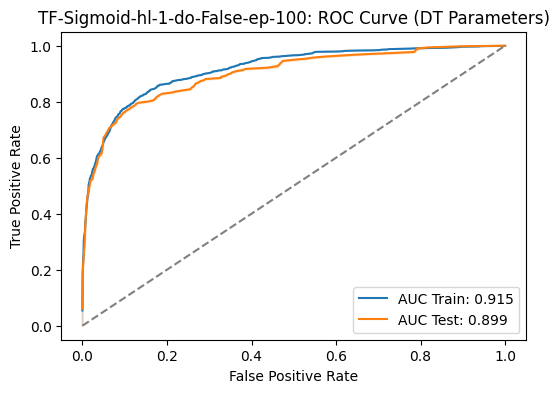 TF-Sigmoid-hl-1-do-False-ep-100: ROC Curve (DT Parameters)
1.0
0.8
0.6
0.4
0.2
0.0
True Positive Rate
AUC Train: 0.915
AUC Test: 0.899
0.0 0.2 0.4 0.6 0.8 1.0
False Positive Rate